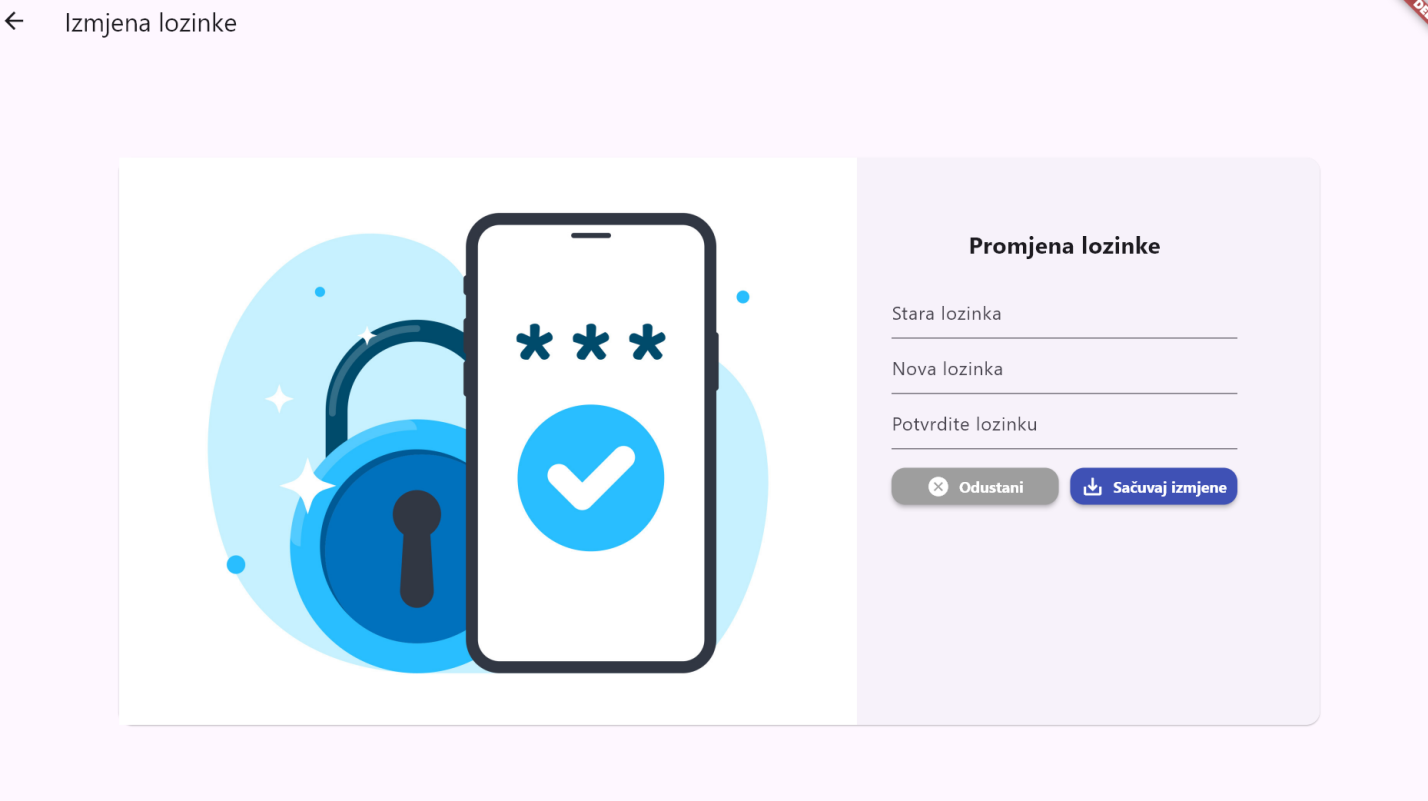 Izmjena lozinke
* * *
Promjena lozinke
Stara lozinka
Nova lozinka
Potvrdite lozinku
Odustani
Sačuvaj izmjene